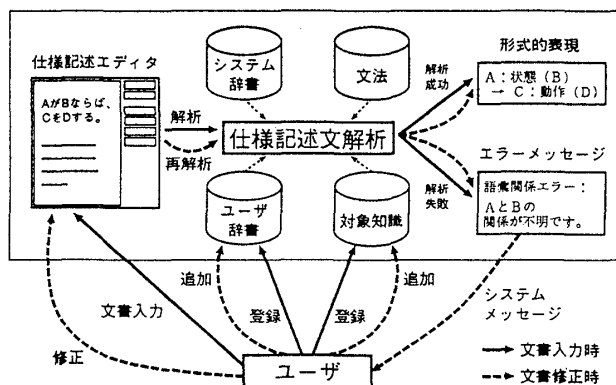 仕様記述エディタ
AがBならば、
CをDする。
システム
辞書
文法
解析
再解析
仕様記述文解析
ユーザ
辞書
対象知識
解析
成功
解析
失敗
形式的表現
A:状態(B)
→ C:動作(D)
エラーメッセージ
語彙関係エラー:
AとBの
関係が不明です。
追加
文書入力
登録
登録
追加
修正
システム
メッセージ
ユーザ
文書入力時
文書修正時